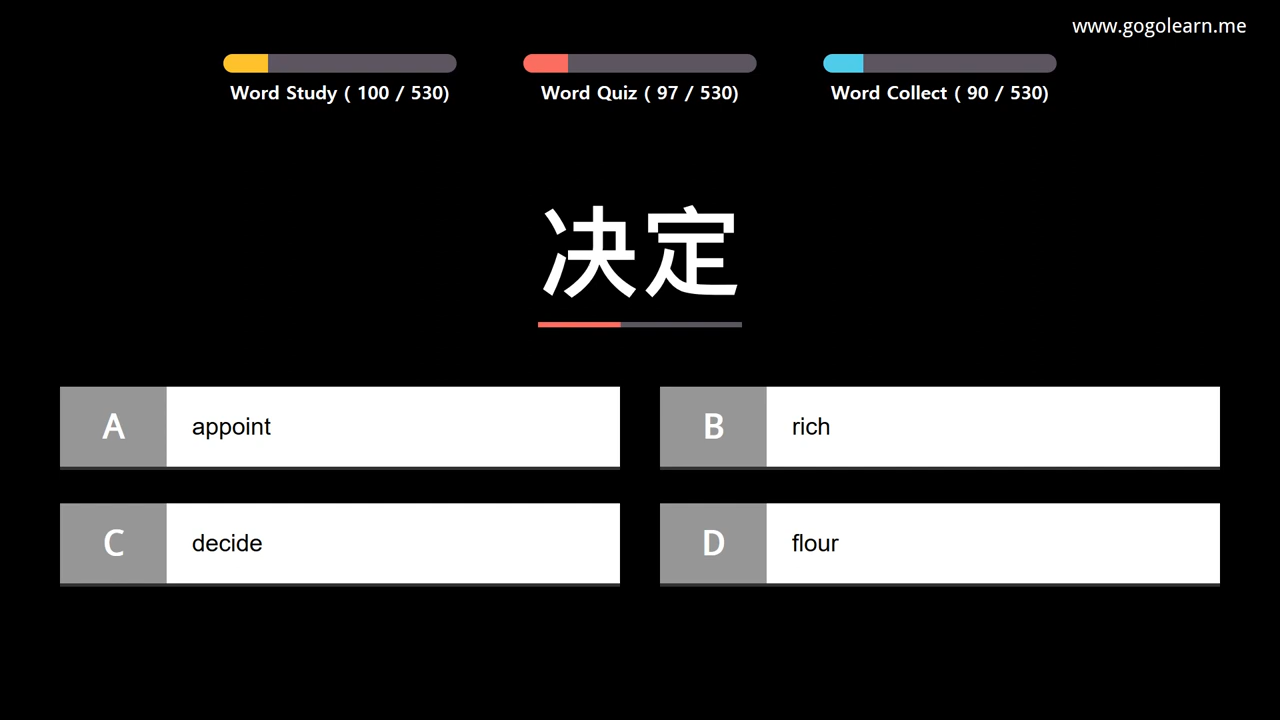 www.gogolearn.me
Word Study ( 100 / 530)
Word Quiz ( 97 / 530)
Word Collect ( 90 / 530)
决定
A appoint
B rich
C decide
D flour